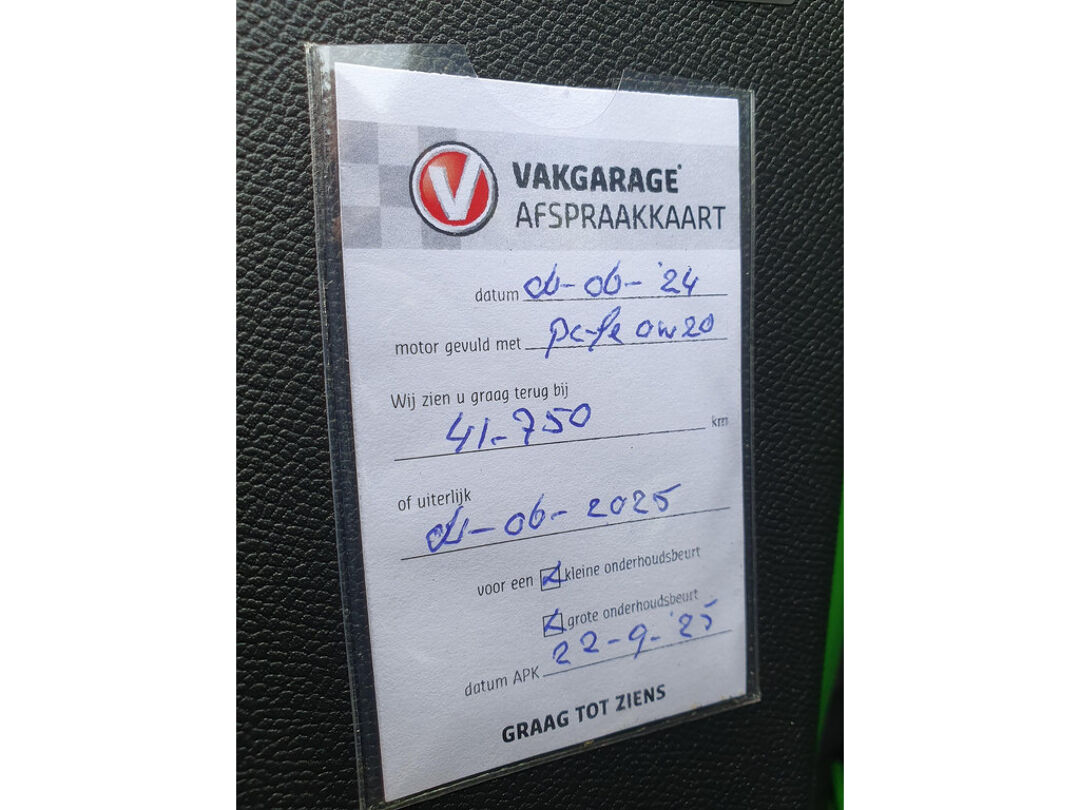 V
VAKGARAGE
AFSPRAAKKAART
datum 06-06-'24
motor gevuld met 0W20
Wij zien u graag terug bij
41-750 km
of uiterlijk
-06-2025
voor een kleine onderhoudsbeurt
grote onderhoudsbeurt
datum APK 22-9-'25
GRAAG TOT ZIENS